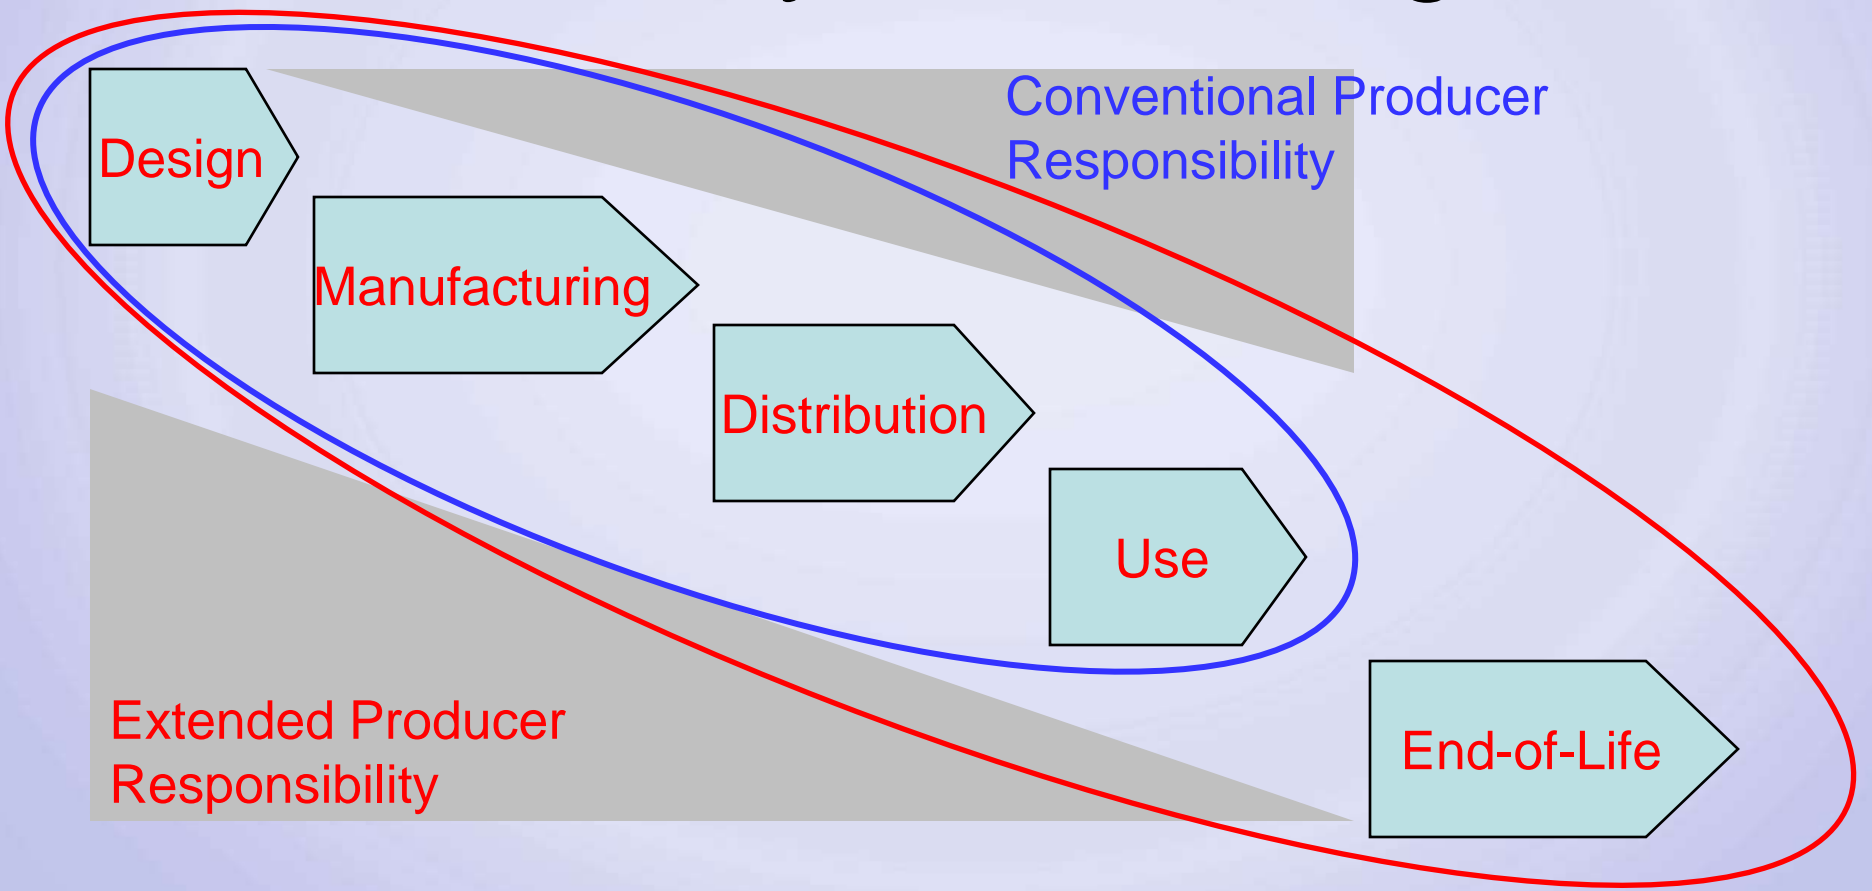 Conventional Producer
Responsibility
Design
Manufacturing
Distribution
Use
Extended Producer
Responsibility
End-of-Life